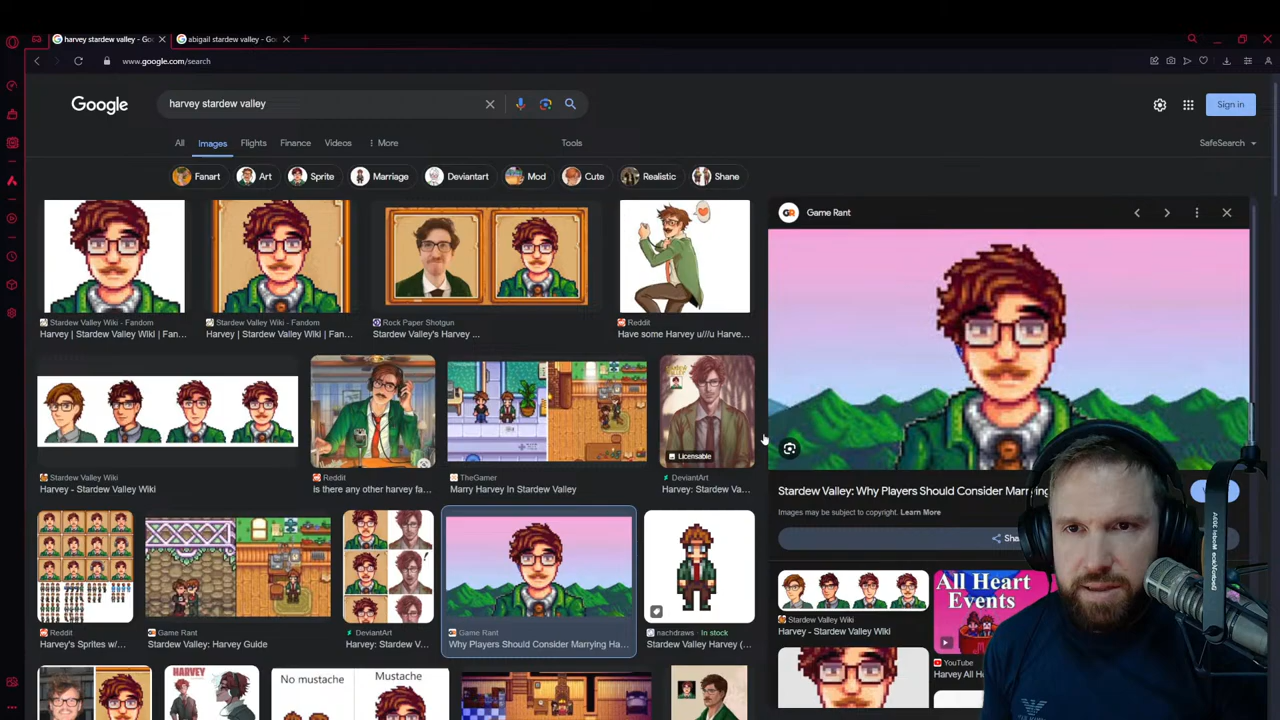 harvey stardew valley - Goo
abigail stardew valley - Goo
www.google.com/search
Google
harvey stardew valley
Sign in
All
Images
Flights
Finance
Videos
More
Tools
SafeSearch
Fanart
Art
Sprite
Marriage
Deviantart
Mod
Cute
Realistic
Shane
GR
Game Rant
Stardew Valley Wiki - Fandom
Harvey | Stardew Valley Wiki | Fan...
Stardew Valley Wiki - Fandom
Harvey | Stardew Valley Wiki | Fan...
Rock Paper Shotgun
Stardew Valley's Harvey ...
Reddit
Have some Harvey u///u Harve...
Licensable
Stardew Valley Wiki
Harvey - Stardew Valley Wiki
Reddit
Is there any other harvey fa...
TheGamer
Marry Harvey In Stardew Valley
DeviantArt
Harvey: Stardew Va...
Stardew Valley: Why Players Should Consider Marrying
Images may be subject to copyright. Learn More
Sha
Reddit
Harvey's Sprites w/...
Game Rant
Stardew Valley: Harvey Guide
DeviantArt
Harvey: Stardew V...
Game Rant
Why Players Should Consider Marrying Ha...
nachdraws · In stock
Stardew Valley Harvey (...
All Heart
Events
Stardew Valley Wiki
Harvey - Stardew Valley Wiki
YouTube
Harvey All He
HARVEY
No mustache
Mustache